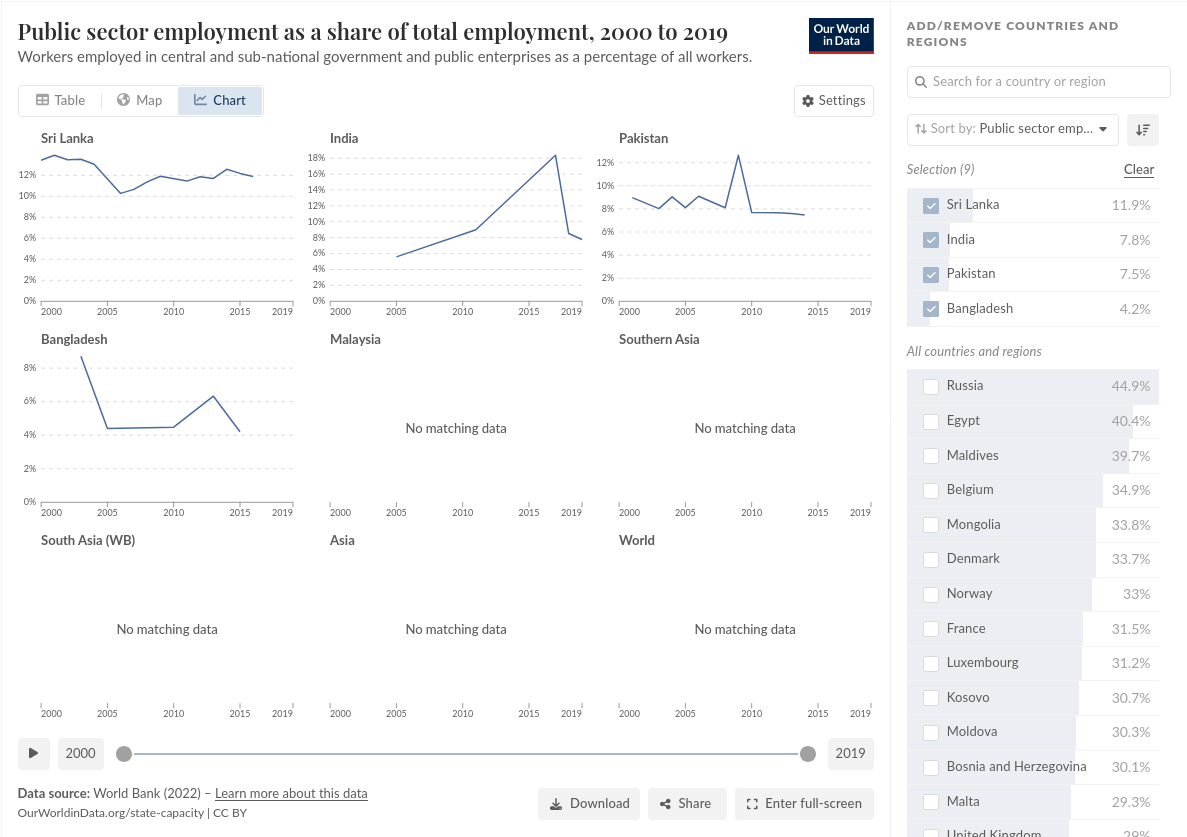 Public sector employment as a share of total employment, 2000 to 2019
Workers employed in central and sub-national government and public enterprises as a percentage of all workers.
Our World
in Data
Table
Map
Chart
Settings
Sri Lanka
12%
10%
8%
6%
4%
2%
0%
2000
2005
2010
2015
2019
India
18%
16%
14%
12%
10%
8%
6%
4%
2%
0%
2000
2005
2010
2015
2019
Pakistan
12%
10%
8%
6%
4%
2%
0%
2000
2005
2010
2015
2019
Bangladesh
8%
6%
4%
2%
0%
2000
2005
2010
2015
2019
Malaysia
No matching data
2000
2005
2010
2015
2019
Southern Asia
No matching data
2000
2005
2010
2015
2019
South Asia (WB)
No matching data
2000
2005
2010
2015
2019
Asia
No matching data
2000
2005
2010
2015
2019
World
No matching data
2000
2005
2010
2015
2019
2000
2019
Data source: World Bank (2022) – Learn more about this data
OurWorldinData.org/state-capacity | CC BY
Download
Share
Enter full-screen
ADD/REMOVE COUNTRIES AND
REGIONS
Search for a country or region
Sort by: Public sector emp...
Selection (9)
Clear
Sri Lanka 11.9%
India 7.8%
Pakistan 7.5%
Bangladesh 4.2%
All countries and regions
Russia 44.9%
Egypt 40.4%
Maldives 39.7%
Belgium 34.9%
Mongolia 33.8%
Denmark 33.7%
Norway 33%
France 31.5%
Luxembourg 31.2%
Kosovo 30.7%
Moldova 30.3%
Bosnia and Herzegovina 30.1%
Malta 29.3%
United Kingdom 29%